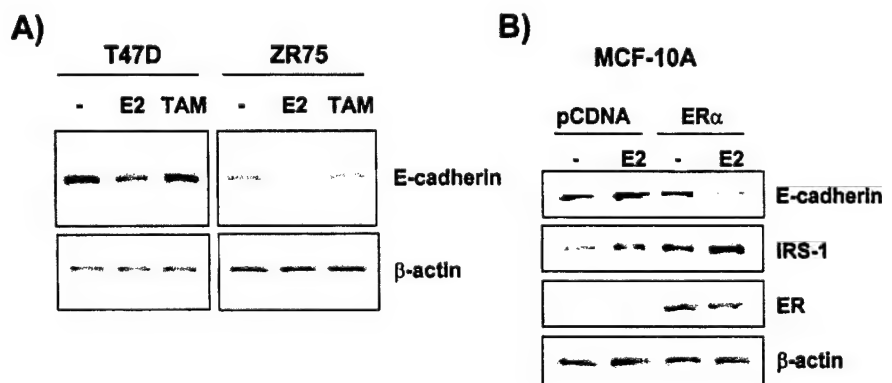 A)
T47D ZR75
- E2 TAM - E2 TAM
E-cadherin
β-actin
B)
MCF-10A
pCDNA ERα
- E2 - E2
E-cadherin
IRS-1
ER
β-actin